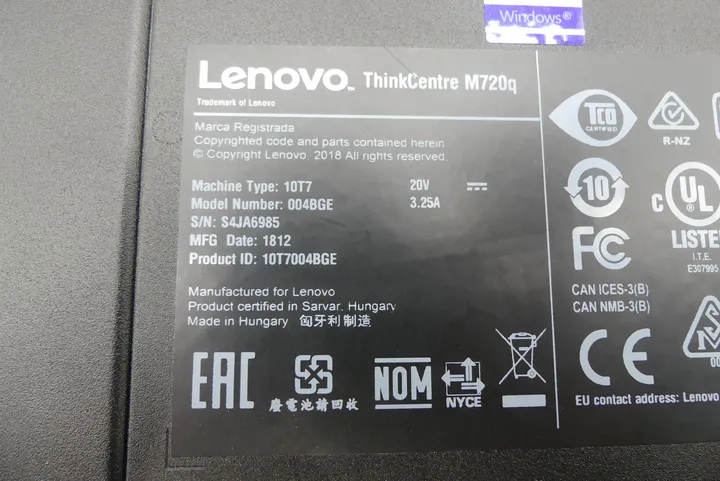 Windows®
Lenovo™ ThinkCentre M720q
Trademark of Lenovo
Marca Registrada
Copyrighted code and parts contained herein
© Copyright Lenovo. 2018 All rights reserved.
Machine Type: 10T7 20V
Model Number: 004BGE 3.25A
S/N: S4JA6985
MFG Date: 1812
Product ID: 10T7004BGE
Manufactured for Lenovo
Product certified in Sarvar, Hungary
Made in Hungary 匈牙利制造
EAC
廢電池請回收
NOM
NYCE
TCO
CERTIFIED
R-NZ
10
C UL
LISTE
I.T.E.
E307995
FC
CAN ICES-3(B)
CAN NMB-3(B)
CE
00
EU contact address: Lenovo